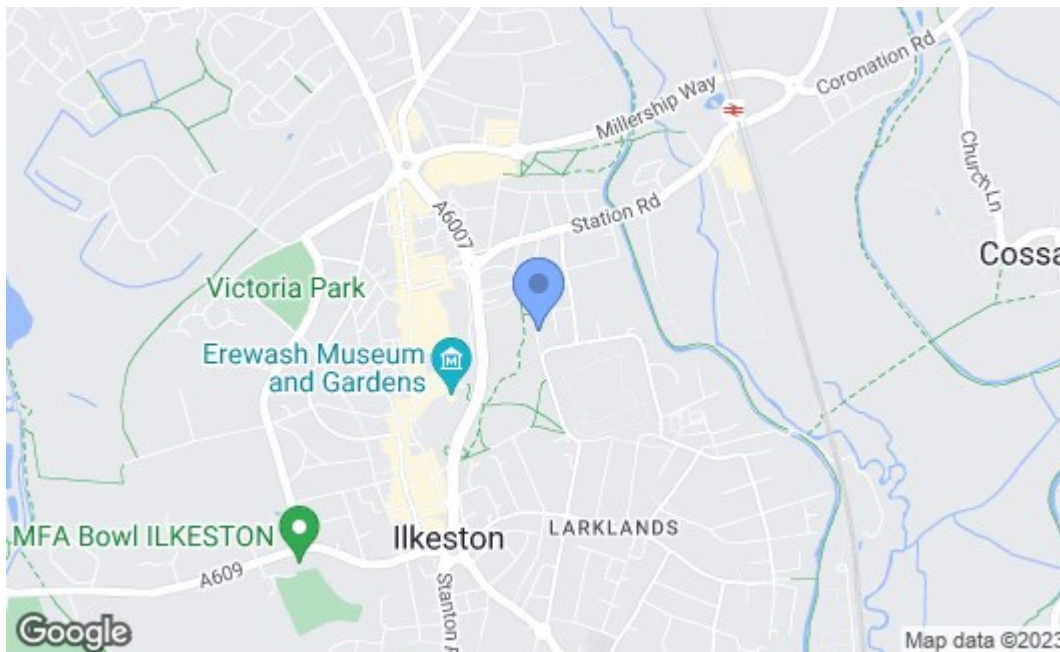 Coronation Rd
Millership Way
Church Ln
Station Rd
A6007
Cossa
Victoria Park
Erewash Museum
and Gardens
M
MFA Bowl ILKESTON
Ilkeston
LARKLANDS
A609
Stanton R
Google
Map data ©2023